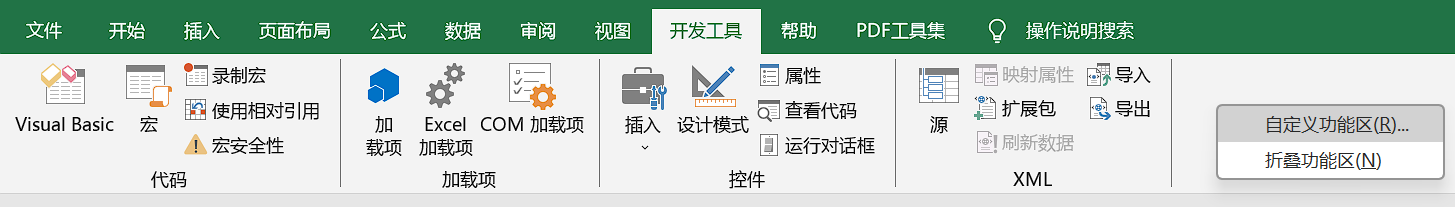 文件 开始 插入 页面布局 公式 数据 审阅 视图 开发工具 帮助 PDF工具集 操作说明搜索
Visual Basic
宏
录制宏
使用相对引用
宏安全性
代码
加
载项
Excel
加载项
COM 加载项
加载项
插入
设计模式
属性
查看代码
运行对话框
控件
源
映射属性
扩展包
刷新数据
导入
导出
XML
自定义功能区(R)...
折叠功能区(N)